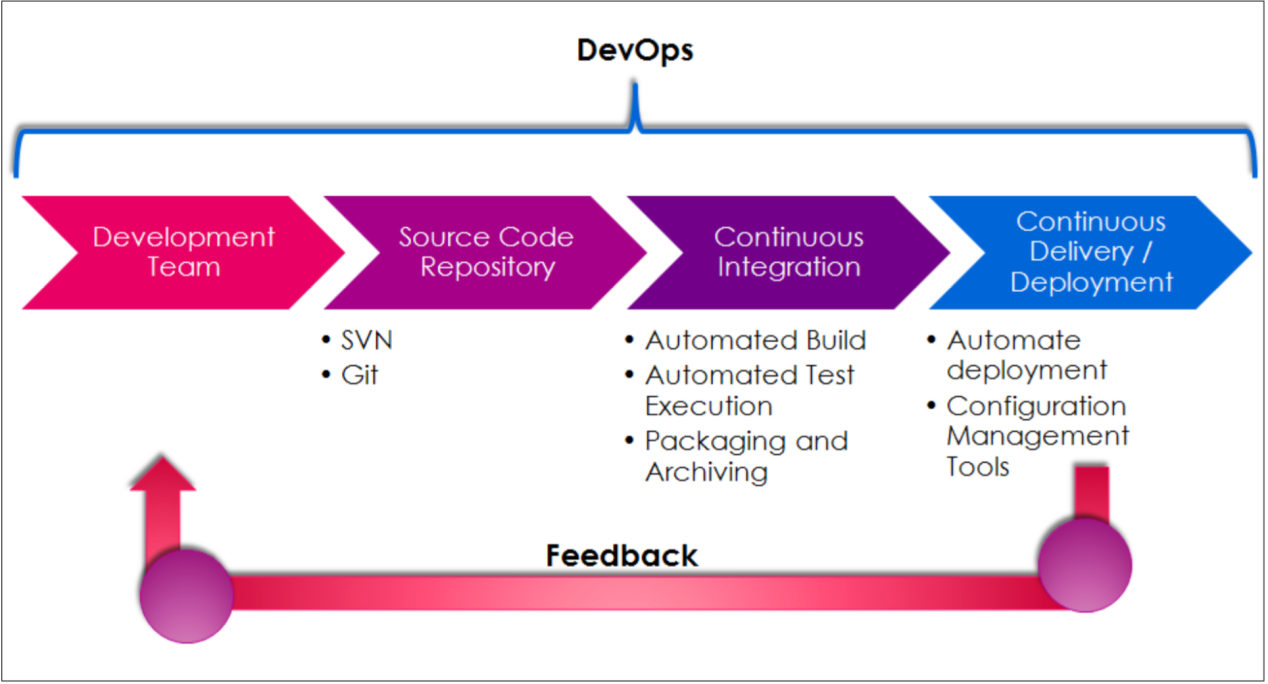 DevOps
Development
Team
Source Code
Repository
Continuous
Integration
Continuous
Delivery /
Deployment
• SVN
• Git
• Automated Build
• Automated Test
Execution
• Packaging and
Archiving
• Automate
deployment
• Configuration
Management
Tools
Feedback